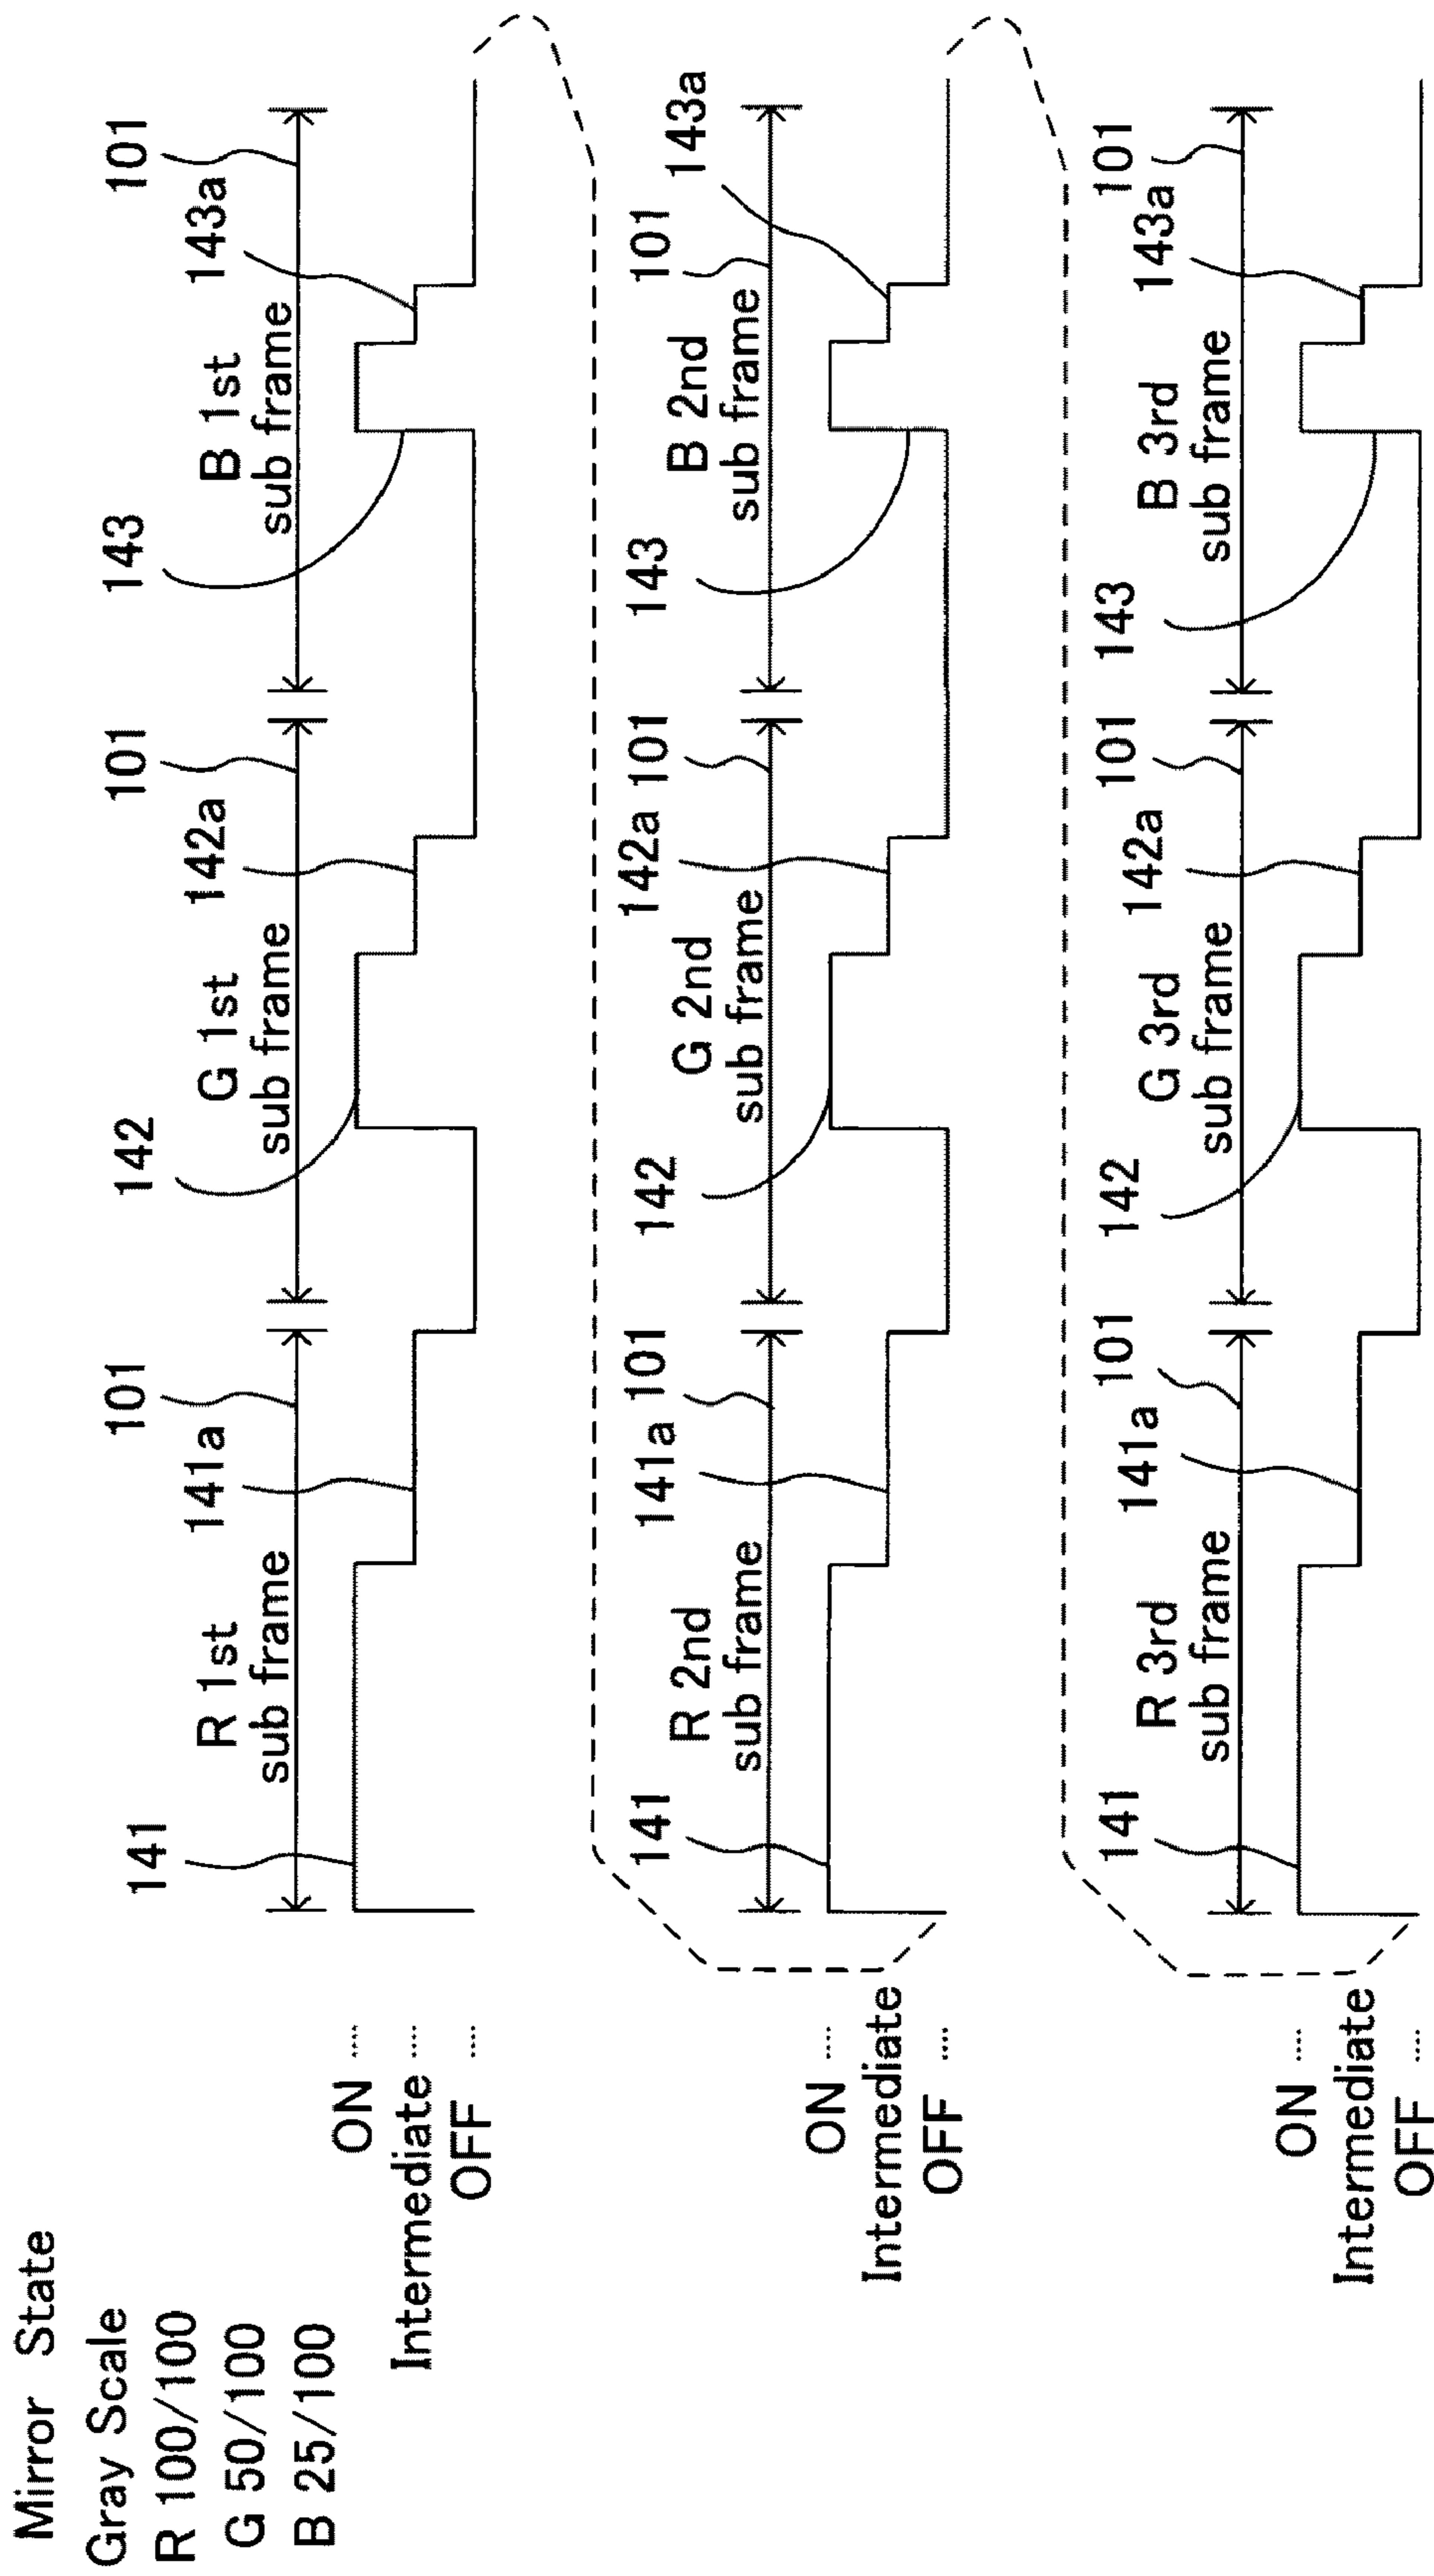 Mirror State
Gray Scale
R 100/100
G 50/100
B 25/100
141
101
142
101
143
101
141a
142a
143a
R 1st
sub frame
G 1st
sub frame
B 1st
sub frame
ON
Intermediate
OFF
141
141a
101
142
142a
101
143
101
143a
R 2nd
sub frame
G 2nd
sub frame
B 2nd
sub frame
ON
Intermediate
OFF
141
141a
101
142
142a
101
143
143a
101
R 3rd
sub frame
G 3rd
sub frame
B 3rd
sub frame
ON
Intermediate
OFF